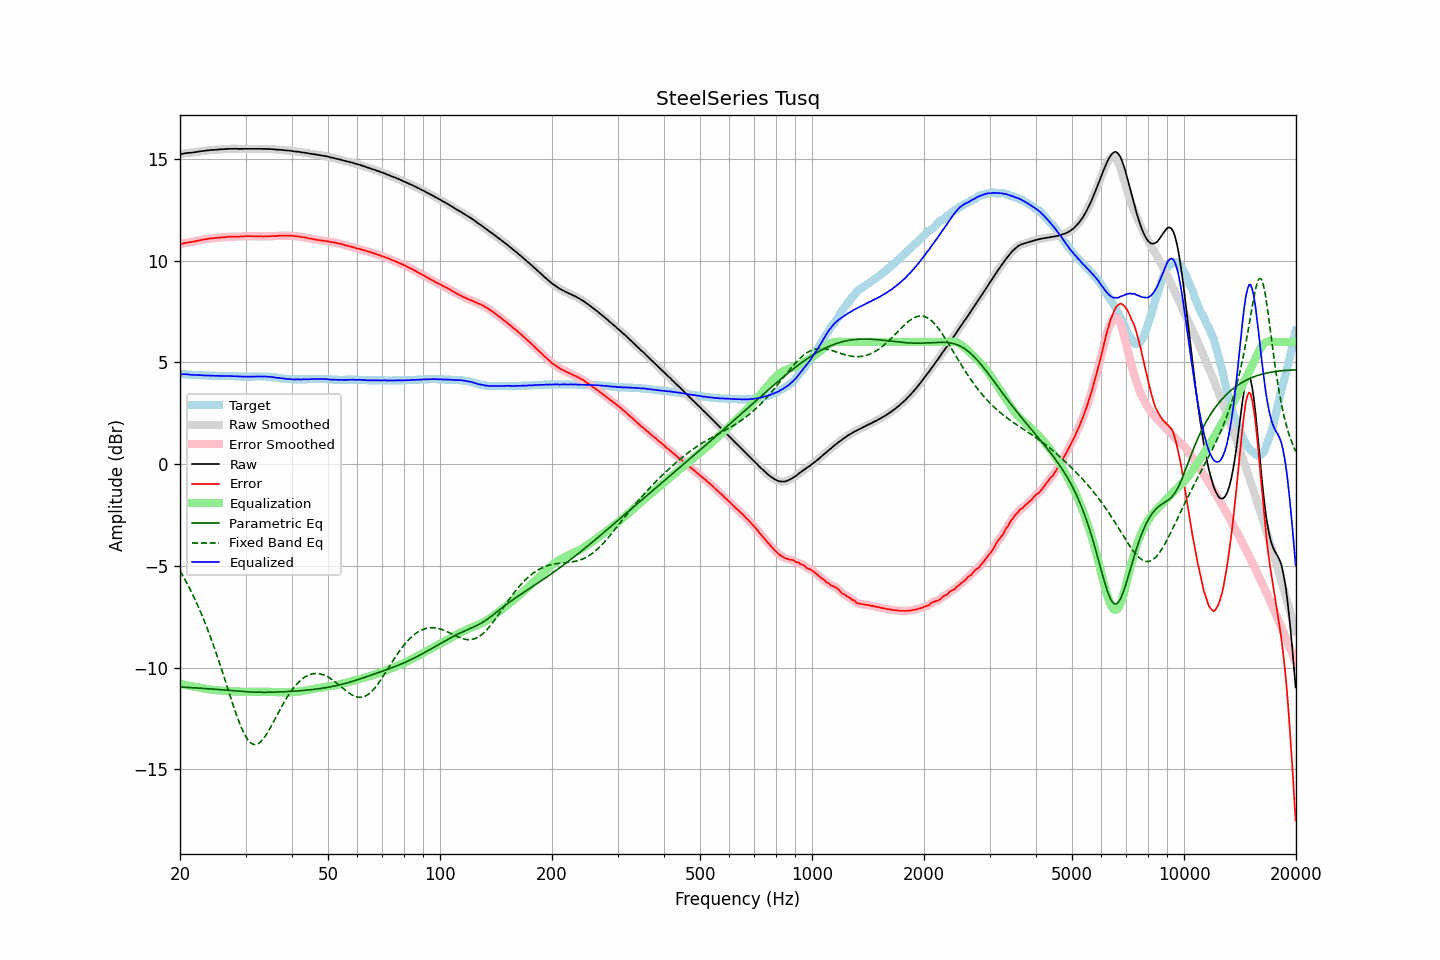 SteelSeries Tusq
Amplitude (dBr)
15
10
5
0
−5
−10
−15
Target
Raw Smoothed
Error Smoothed
Raw
Error
Equalization
Parametric Eq
Fixed Band Eq
Equalized
20 50 100 200 500 1000 2000 5000 10000 20000
Frequency (Hz)